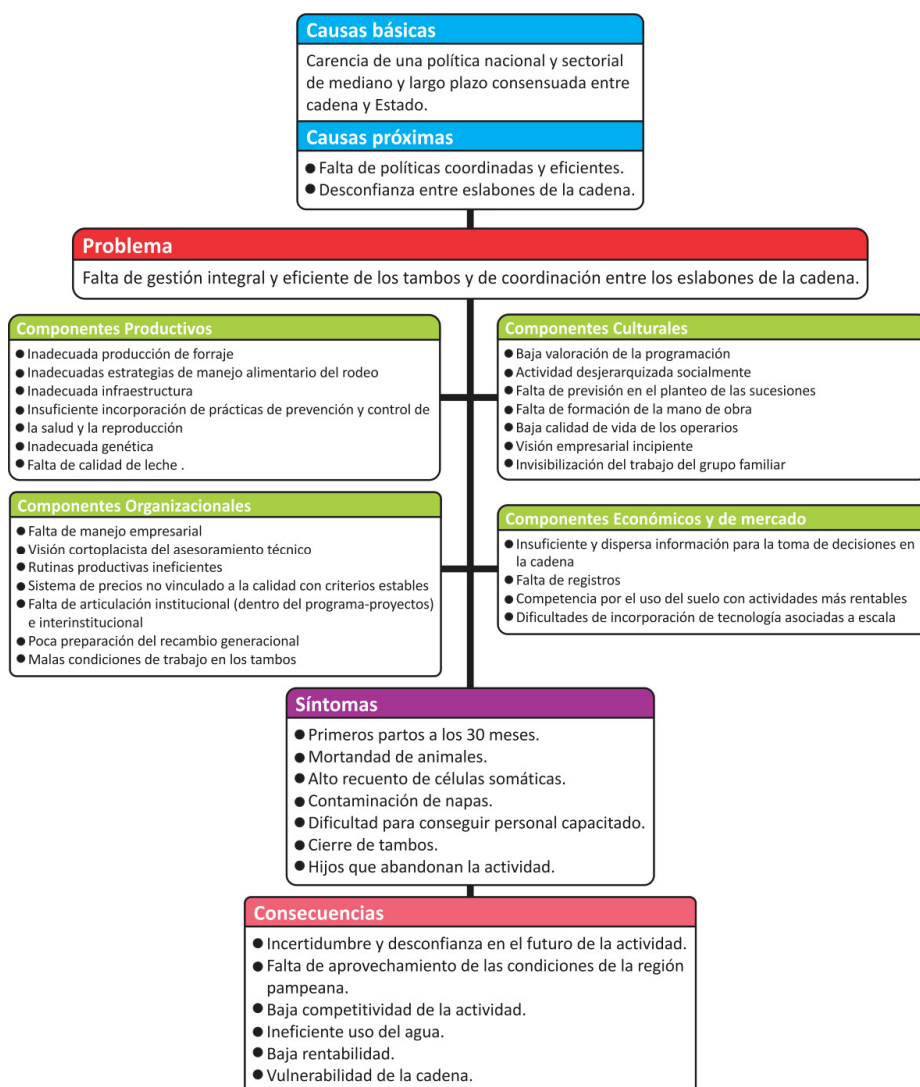 Causas básicas
Carencia de una política nacional y sectorial
de mediano y largo plazo consensuada entre
cadena y Estado.
Causas próximas
● Falta de políticas coordinadas y eficientes.
● Desconfianza entre eslabones de la cadena.
Problema
Falta de gestión integral y eficiente de los tambos y de coordinación entre los eslabones de la cadena.
Componentes Productivos
● Inadecuada producción de forraje
● Inadecuadas estrategias de manejo alimentario del rodeo
● Inadecuada infraestructura
● Insuficiente incorporación de prácticas de prevención y control de
● la salud y la reproducción
● Inadecuada genética
● Falta de calidad de leche .
Componentes Culturales
● Baja valoración de la programación
● Actividad desjerarquizada socialmente
● Falta de previsión en el planteo de las sucesiones
● Falta de formación de la mano de obra
● Baja calidad de vida de los operarios
● Visión empresarial incipiente
● Invisibilización del trabajo del grupo familiar
Componentes Organizacionales
● Falta de manejo empresarial
● Visión cortoplacista del asesoramiento técnico
● Rutinas productivas ineficientes
● Sistema de precios no vinculado a la calidad con criterios estables
● Falta de articulación institucional (dentro del programa-proyectos)
e interinstitucional
● Poca preparación del recambio generacional
● Malas condiciones de trabajo en los tambos
Componentes Económicos y de mercado
● Insuficiente y dispersa información para la toma de decisiones en
la cadena
● Falta de registros
● Competencia por el uso del suelo con actividades más rentables
● Dificultades de incorporación de tecnología asociadas a escala
Síntomas
● Primeros partos a los 30 meses.
● Mortandad de animales.
● Alto recuento de células somáticas.
● Contaminación de napas.
● Dificultad para conseguir personal capacitado.
● Cierre de tambos.
● Hijos que abandonan la actividad.
Consecuencias
● Incertidumbre y desconfianza en el futuro de la actividad.
● Falta de aprovechamiento de las condiciones de la región
pampeana.
● Baja competitividad de la actividad.
● Ineficiente uso del agua.
● Baja rentabilidad.
● Vulnerabilidad de la cadena.